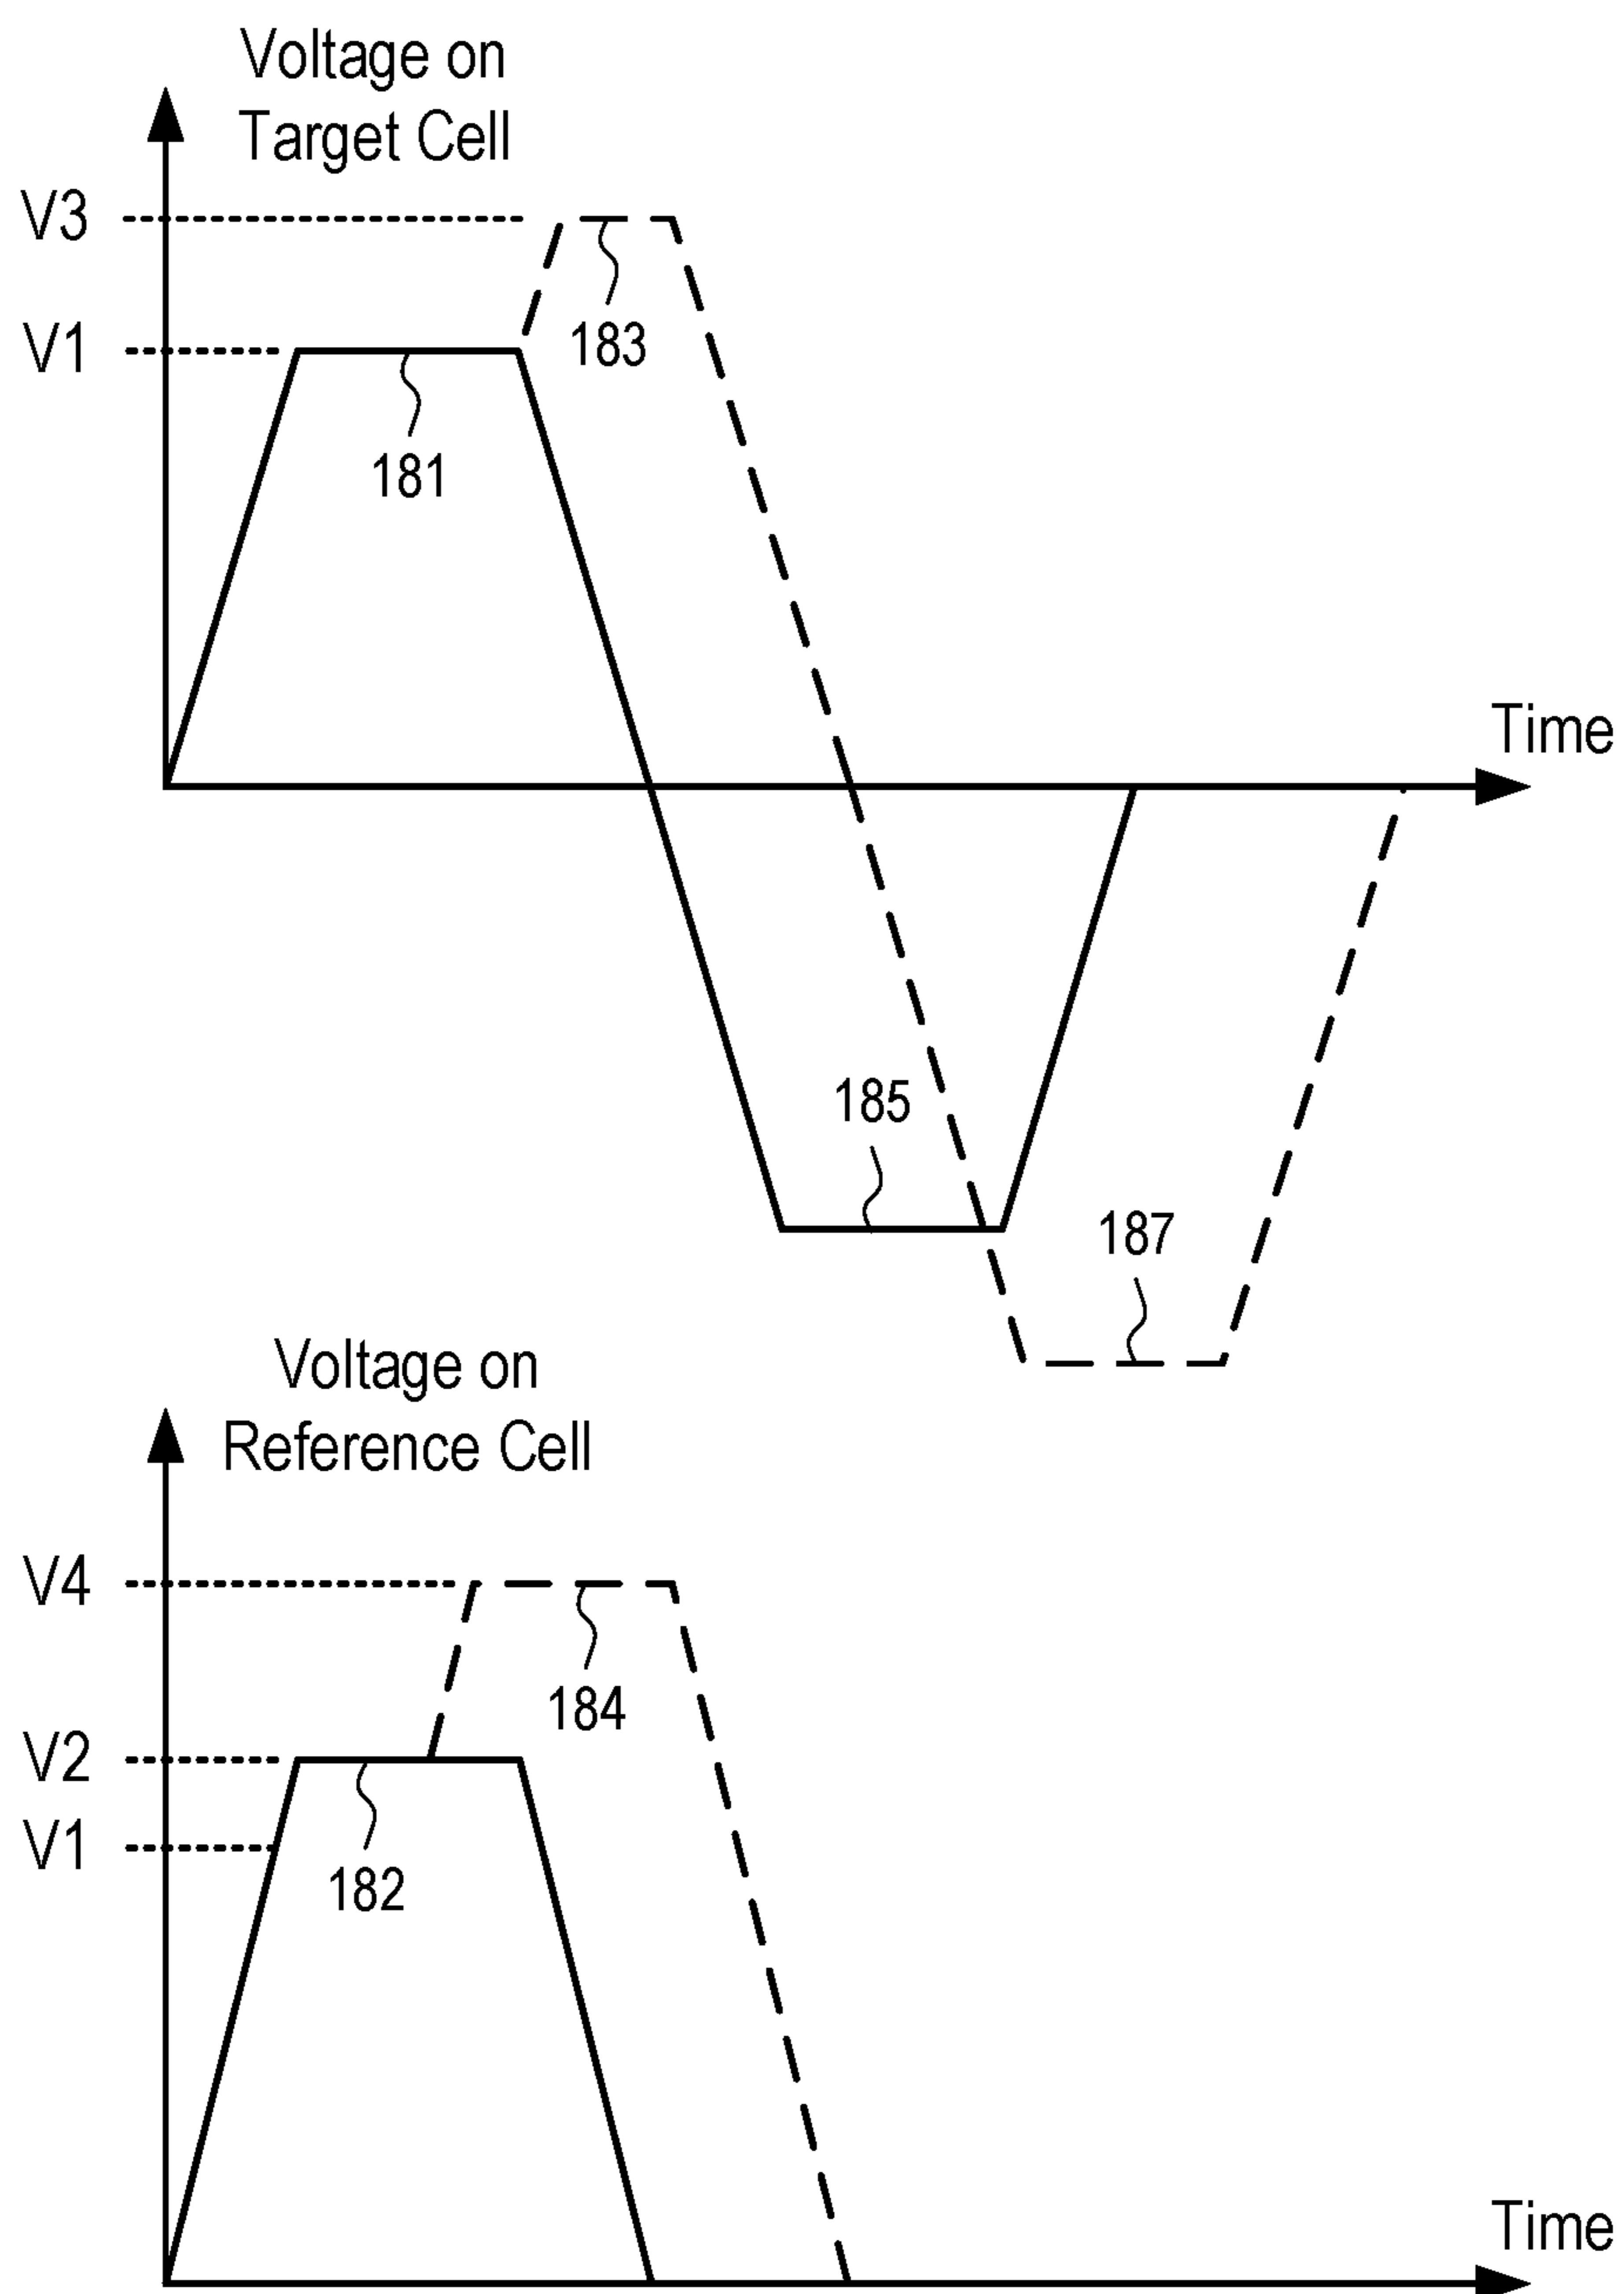 Voltage on
Target Cell
V3
V1
183
181
Time
185
187
Voltage on
Reference Cell
V4
184
V2
V1
182
Time